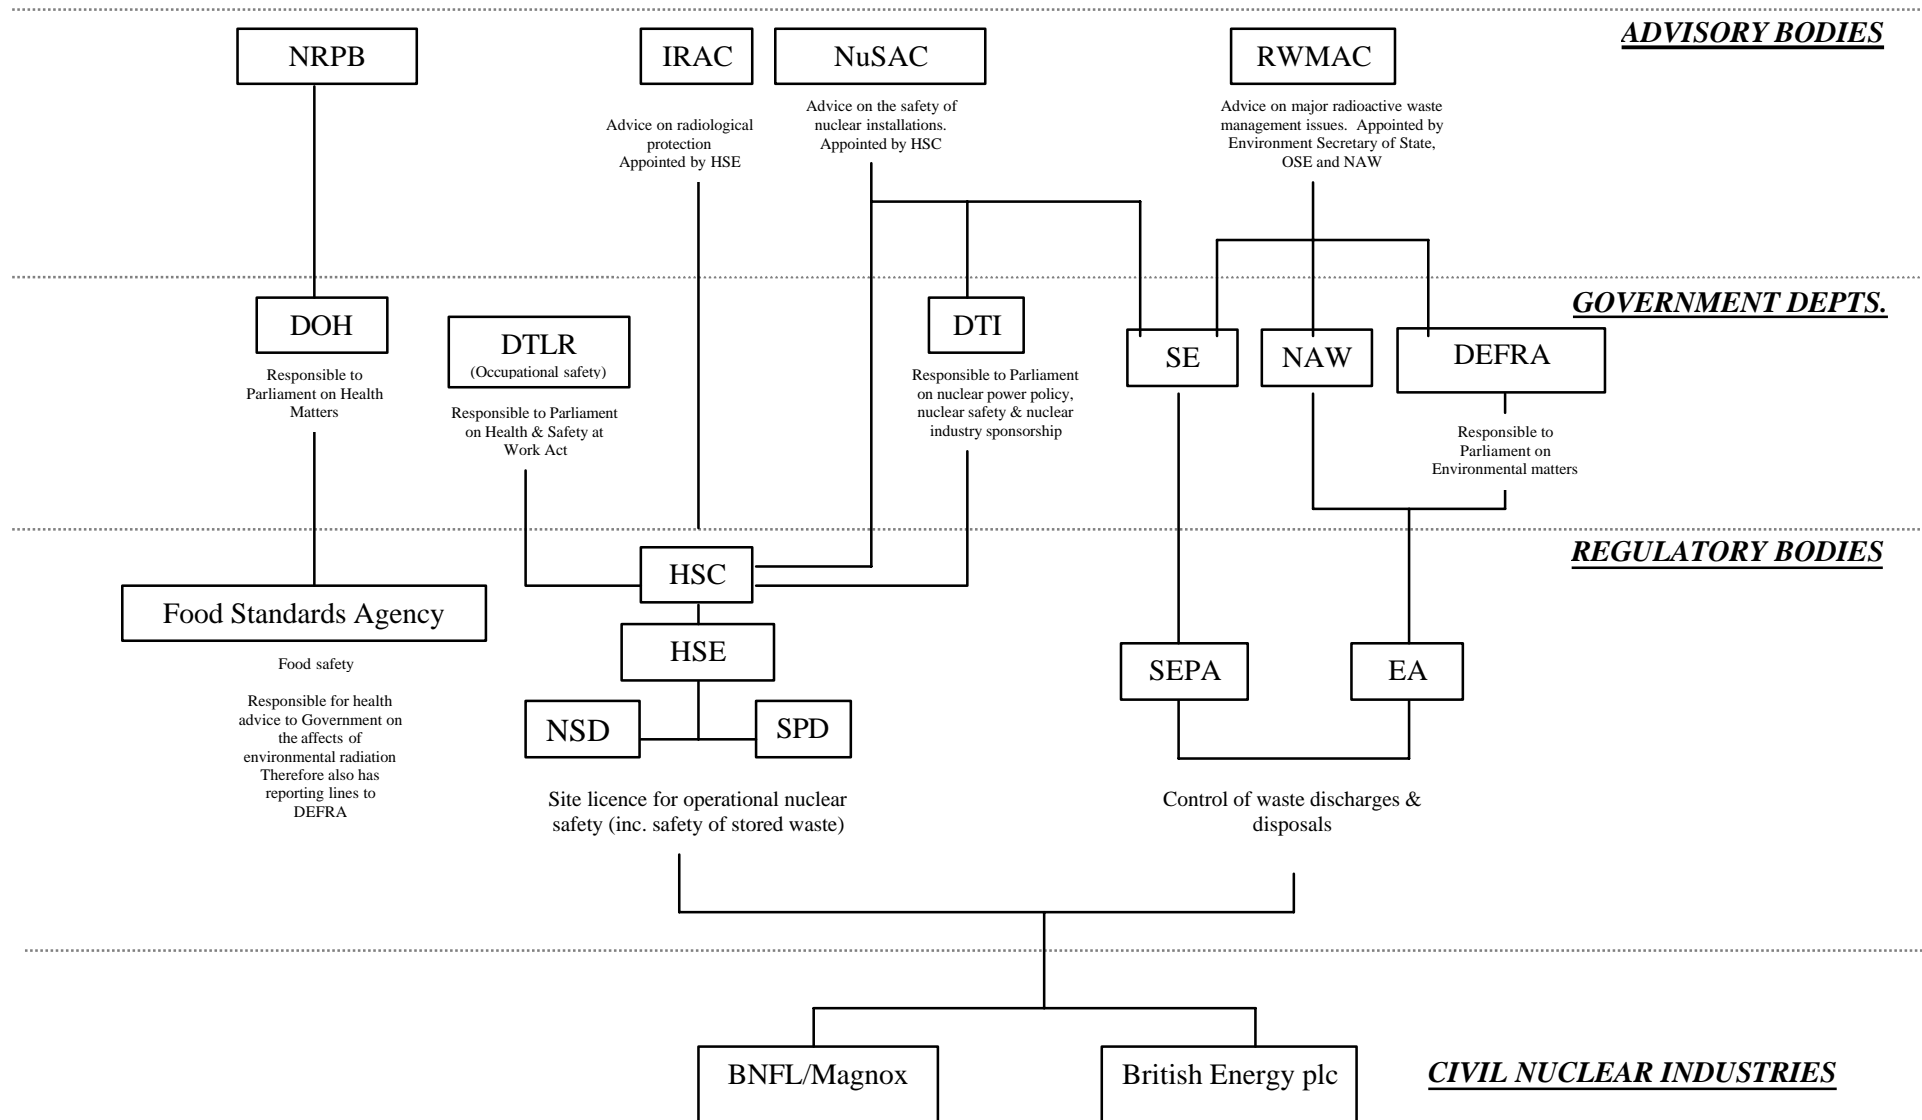 ADVISORY BODIES
NRPB
IRAC
NuSAC
RWMAC
Advice on radiological
protection
Appointed by HSE
Advice on the safety of
nuclear installations.
Appointed by HSC
Advice on major radioactive waste
management issues. Appointed by
Environment Secretary of State,
OSE and NAW
GOVERNMENT DEPTS.
DOH
Responsible to
Parliament on Health
Matters
DTLR
(Occupational safety)
Responsible to Parliament
on Health & Safety at
Work Act
DTI
Responsible to Parliament
on nuclear power policy,
nuclear safety & nuclear
industry sponsorship
SE
NAW
DEFRA
Responsible to
Parliament on
Environmental matters
REGULATORY BODIES
HSC
Food Standards Agency
Food safety
Responsible for health
advice to Government on
the affects of
environmental radiation
Therefore also has
reporting lines to
DEFRA
HSE
NSD
SPD
Site licence for operational nuclear
safety (inc. safety of stored waste)
SEPA
EA
Control of waste discharges &
disposals
BNFL/Magnox
British Energy plc
CIVIL NUCLEAR INDUSTRIES